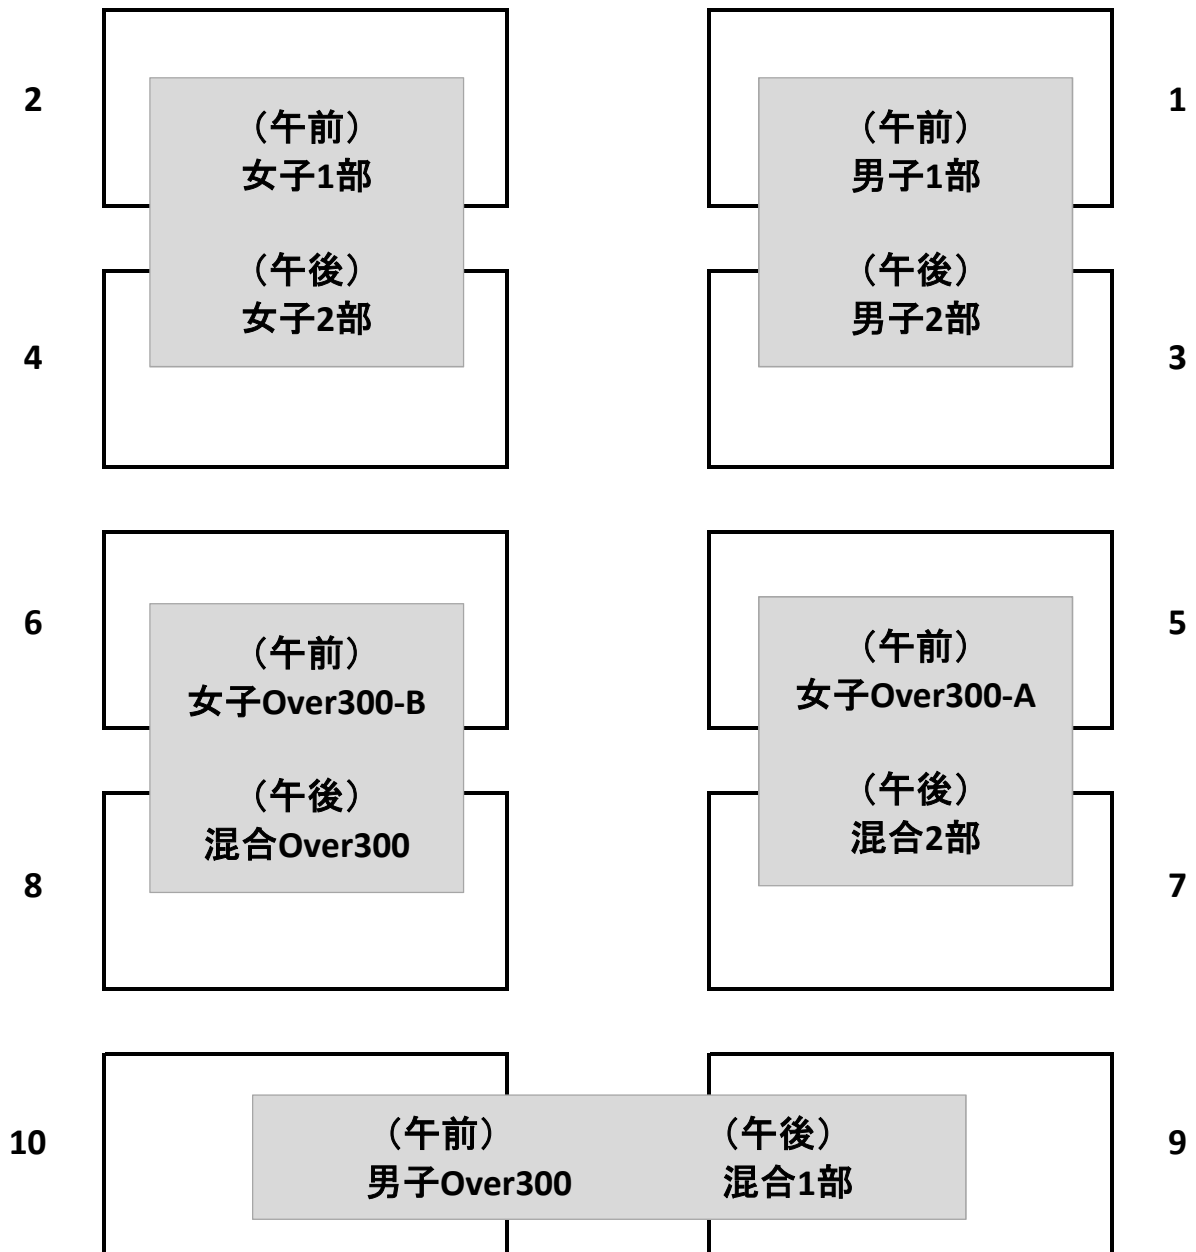 2
(午前)
女子1部
(午後)
女子2部
4
(午前)
男子1部
(午後)
男子2部
1
3
6
(午前)
女子Over300-B
(午後)
混合Over300
8
(午前)
女子Over300-A
(午後)
混合2部
5
7
10
(午前) (午後)
男子Over300 混合1部
9